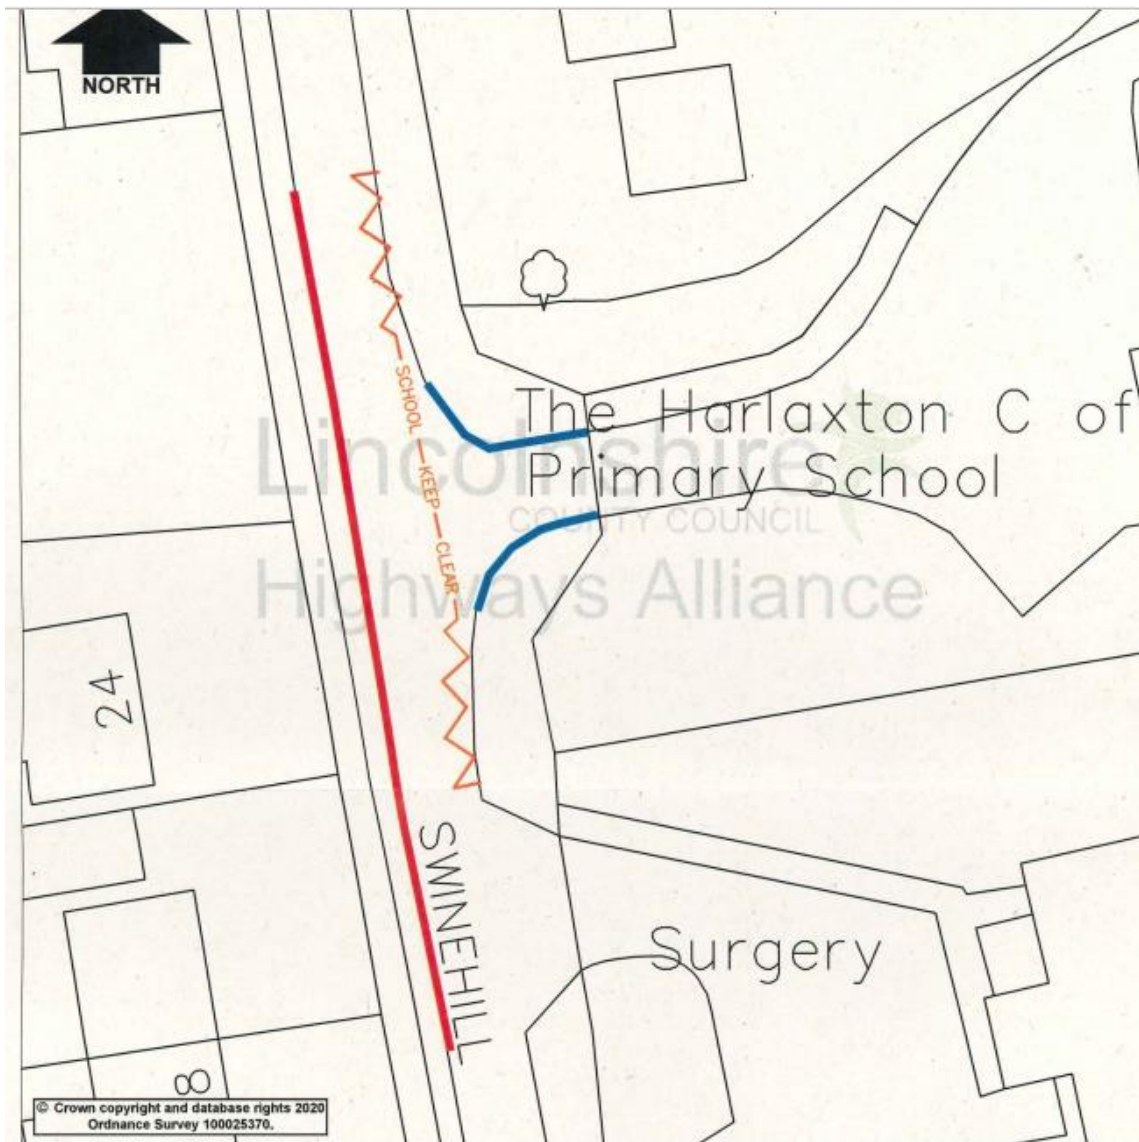 NORTH
SCHOOL KEEP CLEAR
The Harlaxton C of
Primary School
Lincolnshire
COUNTY COUNCIL
Highways Alliance
24
SWINEHILL
Surgery
8
© Crown copyright and database rights 2020
Ordnance Survey 100025370.